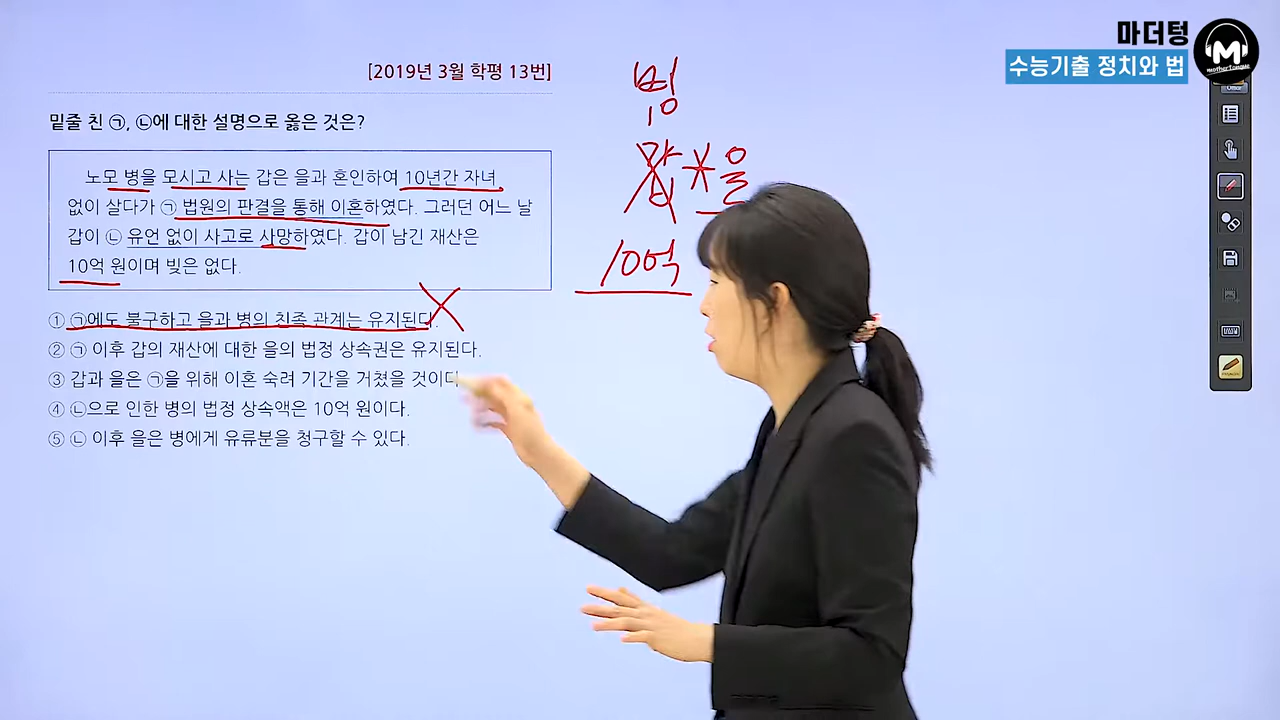 마더텅
수능기출 정치와 법
M
mothertongue
[2019년 3월 학평 13번]
밑줄 친 ㉠, ㉡에 대한 설명으로 옳은 것은?
노모 병을 모시고 사는 갑은 을과 혼인하여 10년간 자녀
없이 살다가 ㉠ 법원의 판결을 통해 이혼하였다. 그러던 어느 날
갑이 ㉡ 유언 없이 사고로 사망하였다. 갑이 남긴 재산은
10억 원이며 빚은 없다.
① ㉠에도 불구하고 을과 병의 친족 관계는 유지된다.
② ㉠ 이후 갑의 재산에 대한 을의 법정 상속권은 유지된다.
③ 갑과 을은 ㉠을 위해 이혼 숙려 기간을 거쳤을 것이다
④ ㉡으로 인한 병의 법정 상속액은 10억 원이다.
⑤ ㉡ 이후 을은 병에게 유류분을 청구할 수 있다.
병
갑 을
10억